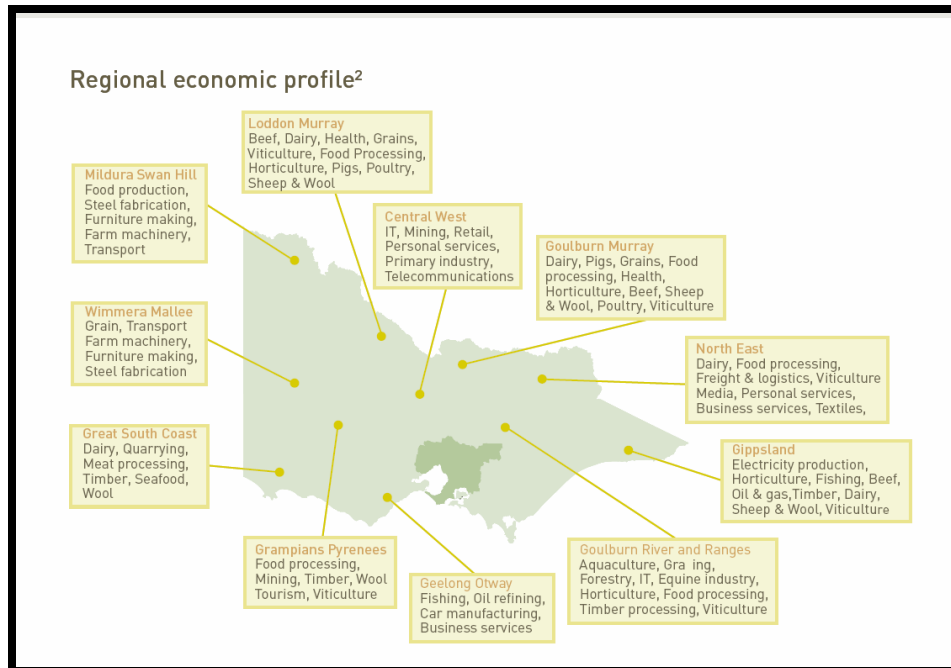 Regional economic profile²
Loddon Murray
Beef, Dairy, Health, Grains,
Viticulture, Food Processing,
Horticulture, Pigs, Poultry,
Sheep & Wool
Mildura Swan Hill
Food production,
Steel fabrication,
Furniture making,
Farm machinery,
Transport
Central West
IT, Mining, Retail,
Personal services,
Primary industry,
Telecommunications
Goulburn Murray
Dairy, Pigs, Grains, Food
processing, Health,
Horticulture, Beef, Sheep
& Wool, Poultry, Viticulture
Wimmera Mallee
Grain, Transport
Farm machinery,
Furniture making,
Steel fabrication
North East
Dairy, Food processing,
Freight & logistics, Viticulture
Media, Personal services,
Business services, Textiles,
Great South Coast
Dairy, Quarrying,
Meat processing,
Timber, Seafood,
Wool
Gippsland
Electricity production,
Horticulture, Fishing, Beef,
Oil & gas,Timber, Dairy,
Sheep & Wool, Viticulture
Grampians Pyrenees
Food processing,
Mining, Timber, Wool
Tourism, Viticulture
Geelong Otway
Fishing, Oil refining,
Car manufacturing,
Business services
Goulburn River and Ranges
Aquaculture, Gra ing,
Forestry, IT, Equine industry,
Horticulture, Food processing,
Timber processing, Viticulture